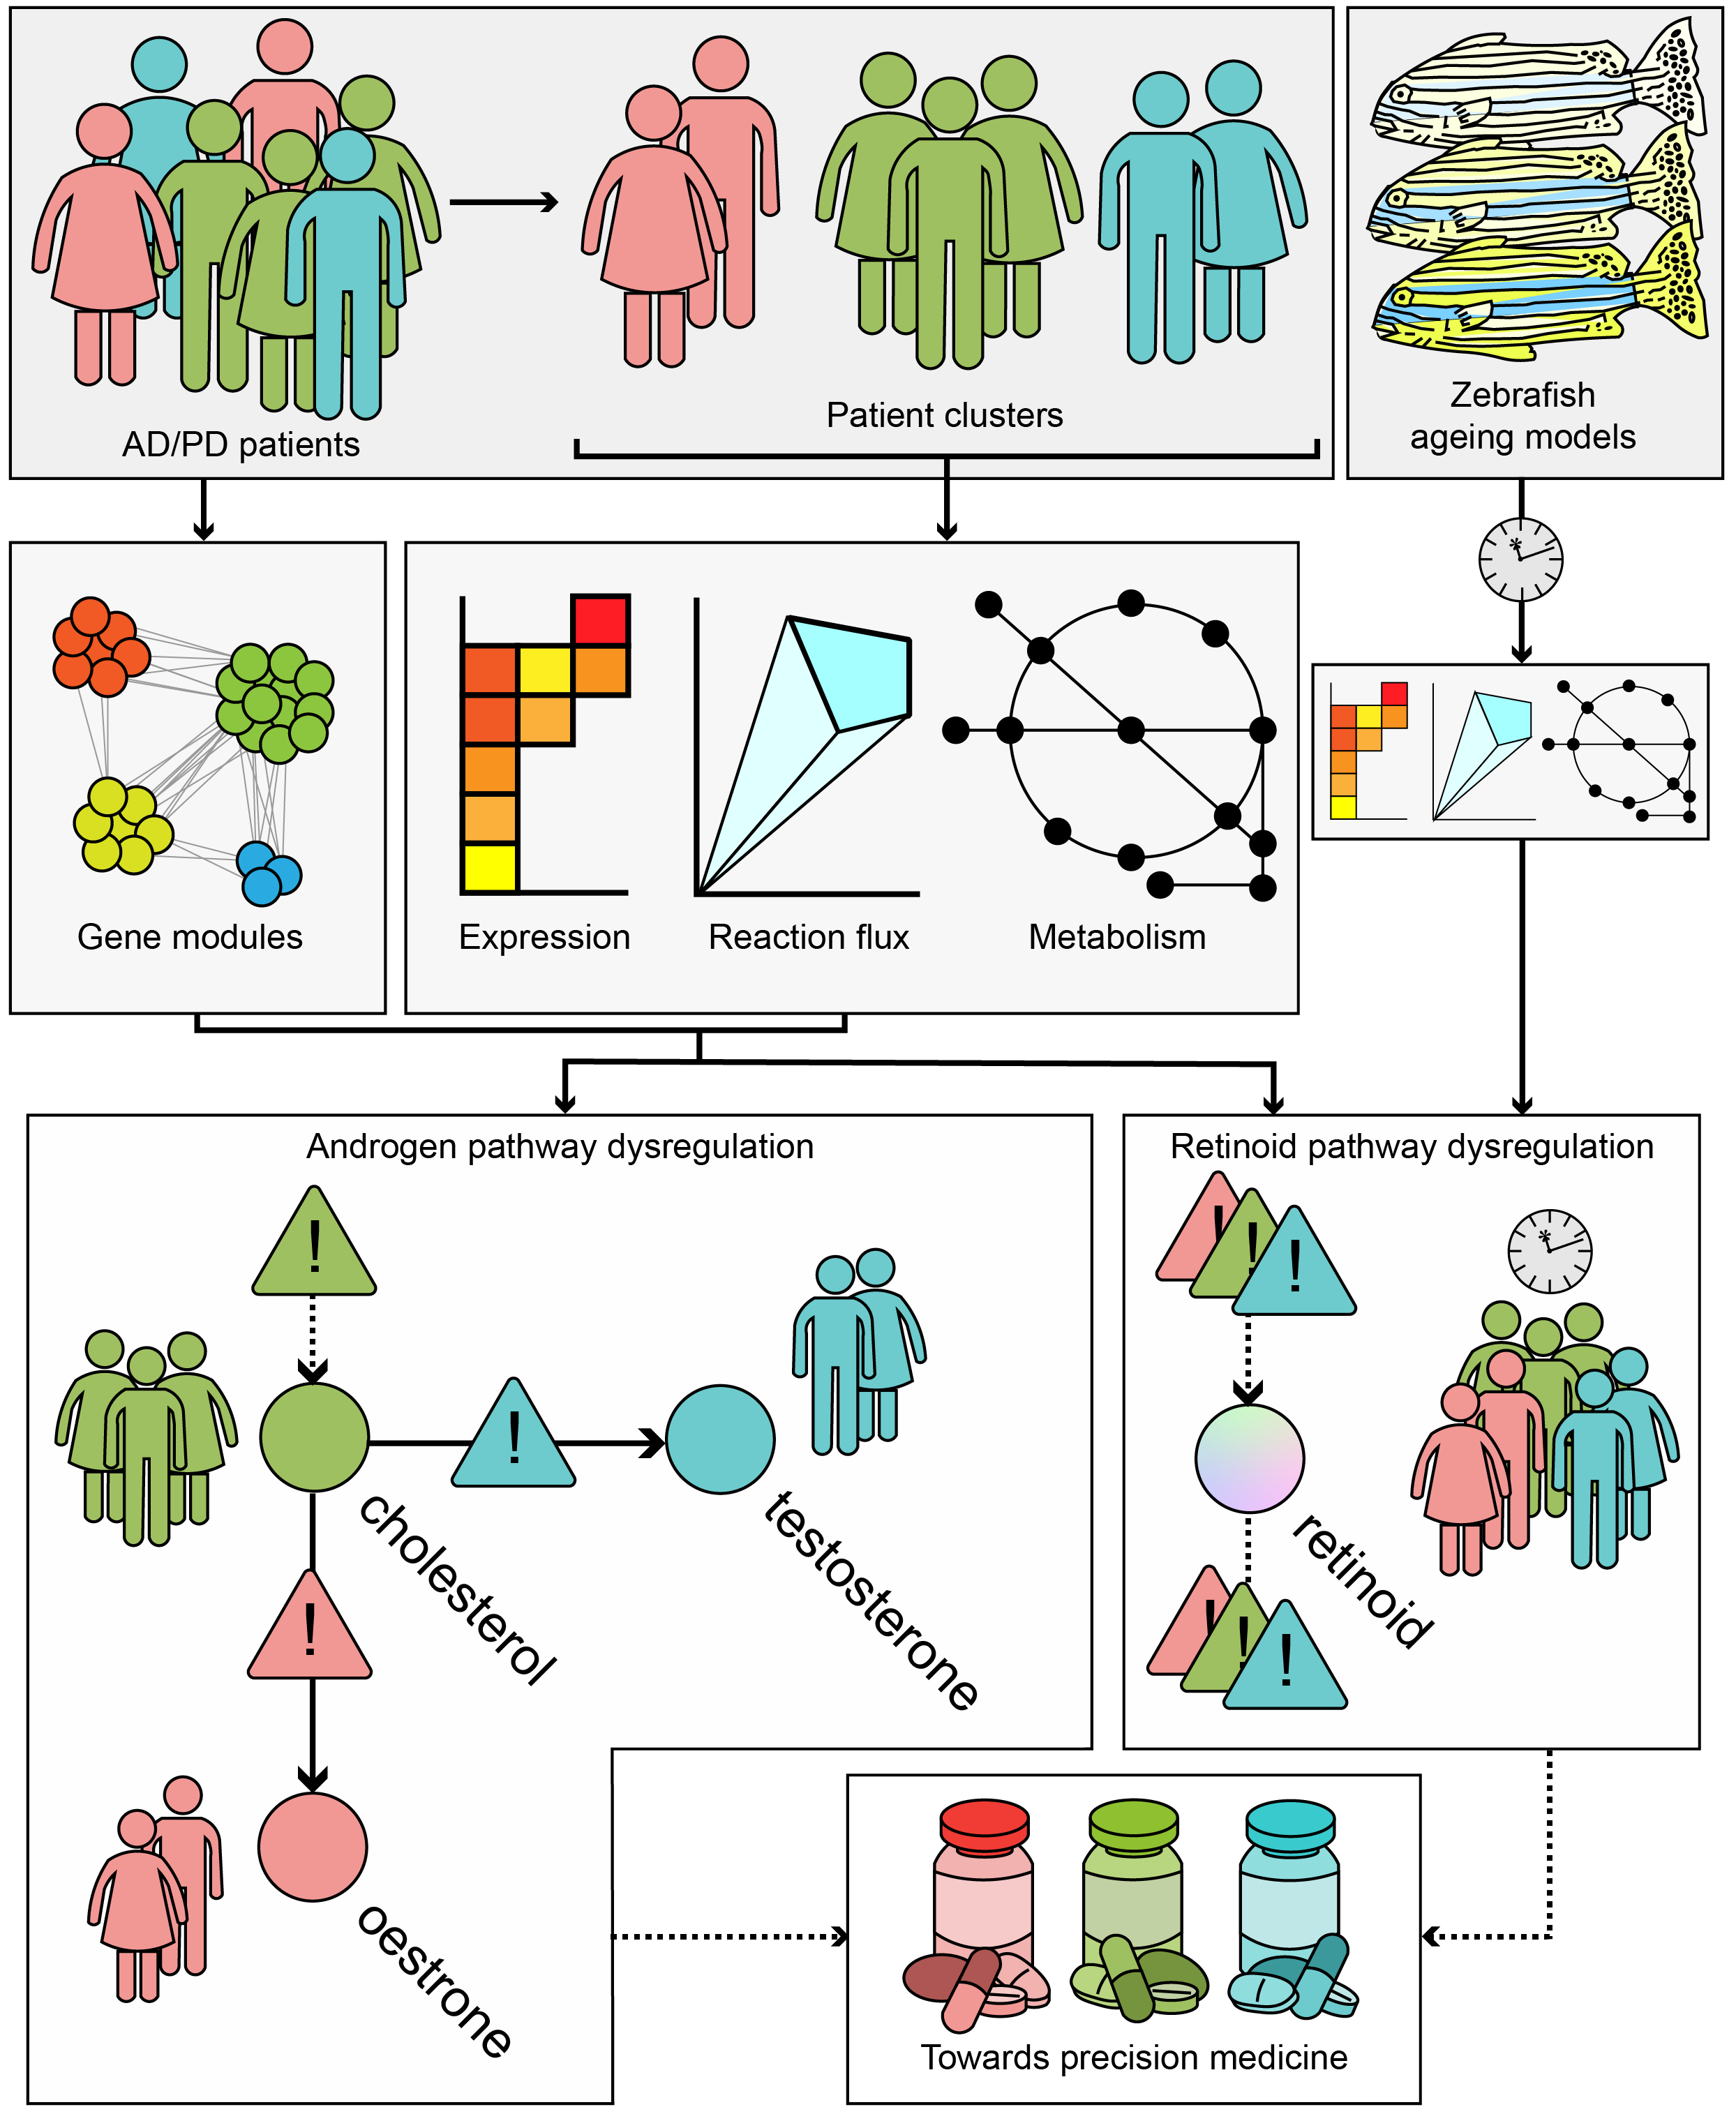 AD/PD patients
Patient clusters
Zebrafish
ageing models
Gene modules
Expression
Reaction flux
Metabolism
Androgen pathway dysregulation
!
!
!
cholesterol
testosterone
oestrone
Retinoid pathway dysregulation
! ! !
retinoid
! ! !
Towards precision medicine